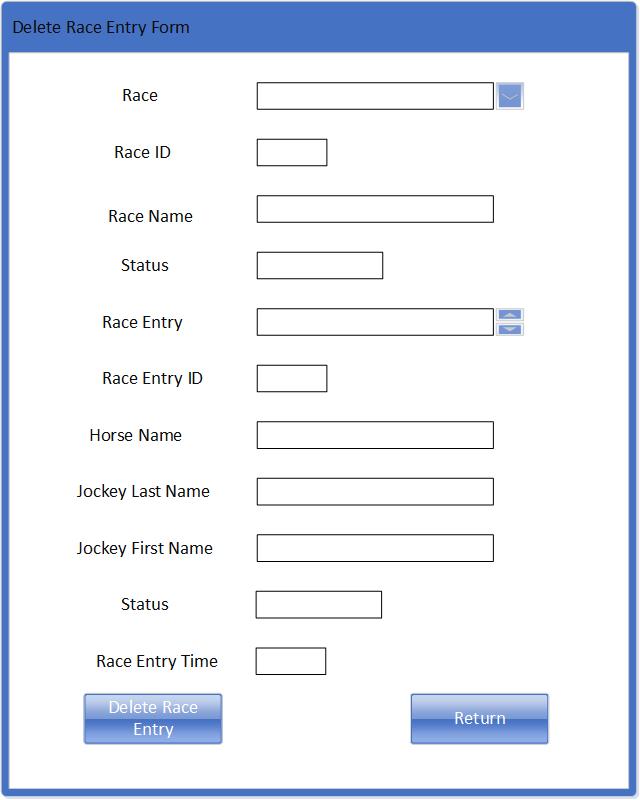 Delete Race Entry Form
Race
Race ID
Race Name
Status
Race Entry
Race Entry ID
Horse Name
Jockey Last Name
Jockey First Name
Status
Race Entry Time
Delete Race
Entry
Return